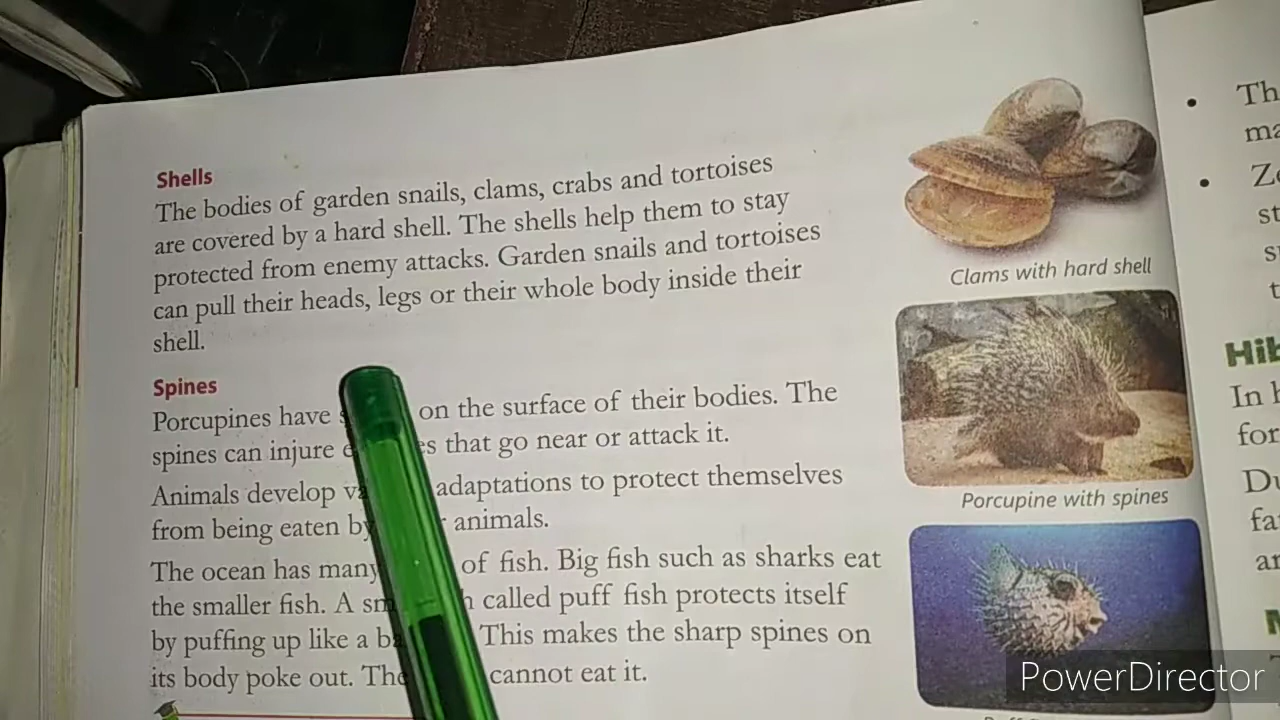 Shells
The bodies of garden snails, clams, crabs and tortoises
are covered by a hard shell. The shells help them to stay
protected from enemy attacks. Garden snails and tortoises
can pull their heads, legs or their whole body inside their
shell.
Spines
Porcupines have on the surface of their bodies. The
spines can injure that go near or attack it.
Animals develop adaptations to protect themselves
from being eaten by animals.
The ocean has many of fish. Big fish such as sharks eat
the smaller fish. A called puff fish protects itself
by puffing up like a This makes the sharp spines on
its body poke out. cannot eat it.
Clams with hard shell
Porcupine with spines
In
for
PowerDirector